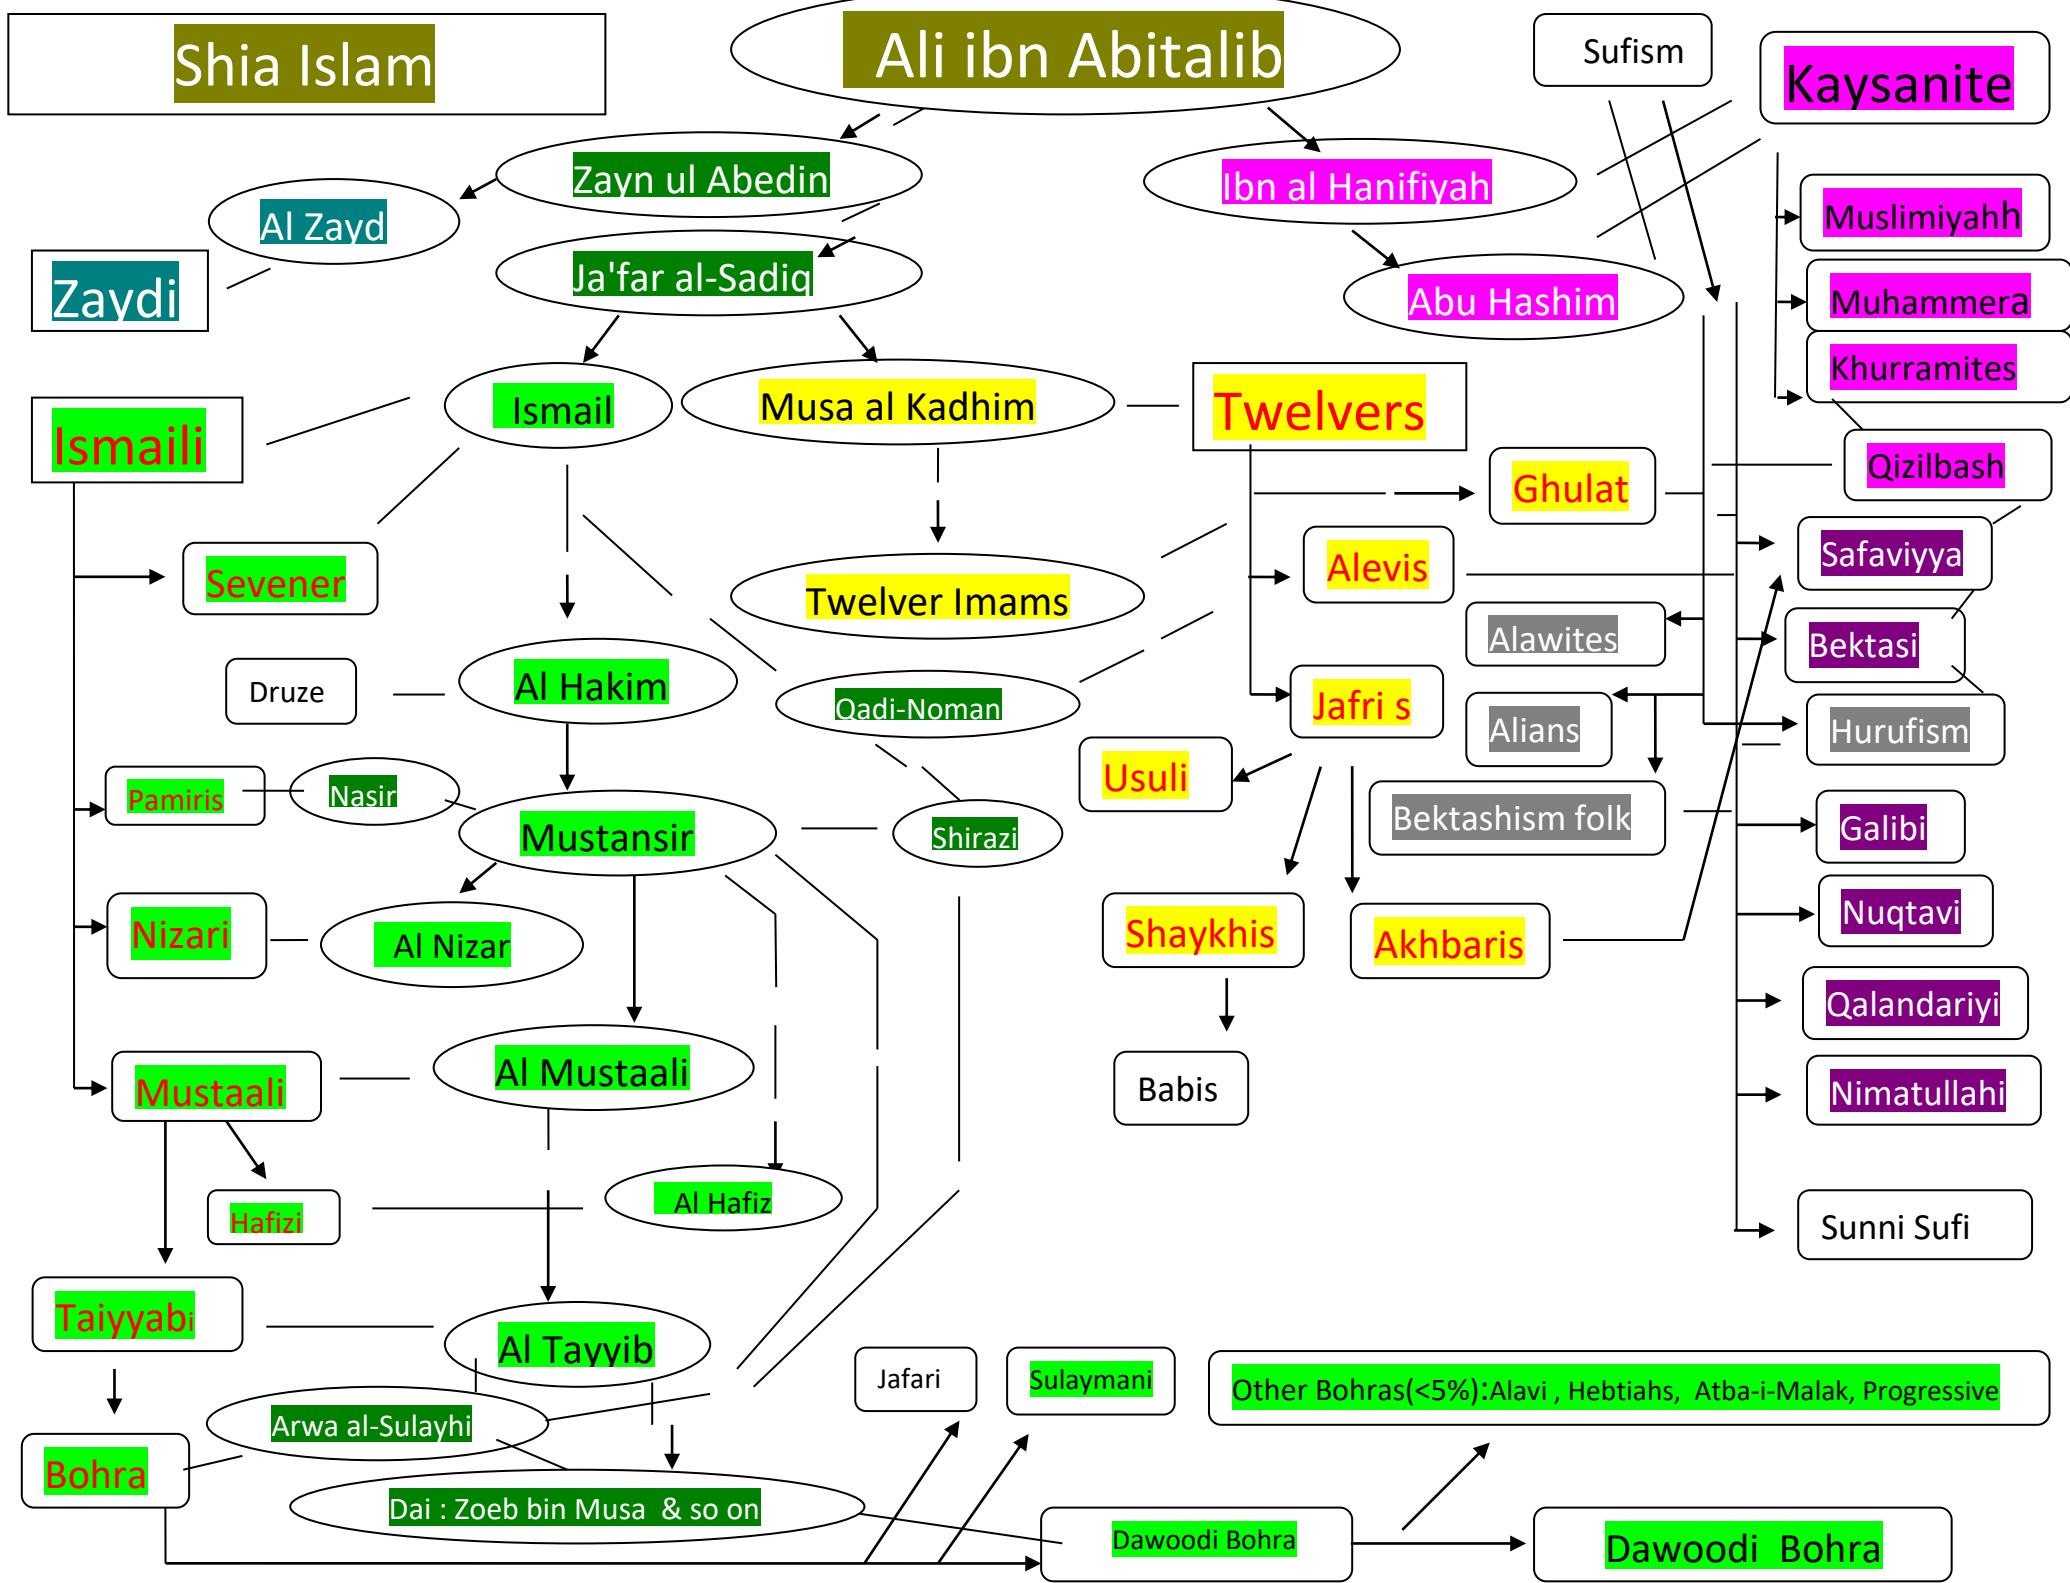 Shia Islam
Ali ibn Abitalib
Sufism
Kaysanite
Zayn ul Abedin
Ibn al Hanifiyah
Al Zayd
Muslimiyahh
Zaydi
Ja'far al-Sadiq
Abu Hashim
Muhammera
Khurramites
Ismaili
Ismail
Musa al Kadhim
Twelvers
Qizilbash
Ghulat
Sevener
Twelver Imams
Alevis
Safaviyya
Alawites
Bektasi
Druze
Al Hakim
Qadi-Noman
Jafri s
Alians
Hurufism
Usuli
Pamiris
Nasir
Mustansir
Shirazi
Bektashism folk
Galibi
Nizari
Al Nizar
Shaykhis
Akhbaris
Nuqtavi
Qalandariyi
Mustaali
Al Mustaali
Babis
Nimatullahi
Hafizi
Al Hafiz
Sunni Sufi
Taiyyabi
Al Tayyib
Jafari
Sulaymani
Other Bohras(<5%):Alavi , Hebtiahs, Atba-i-Malak, Progressive
Arwa al-Sulayhi
Bohra
Dai : Zoeb bin Musa & so on
Dawoodi Bohra
Dawoodi Bohra